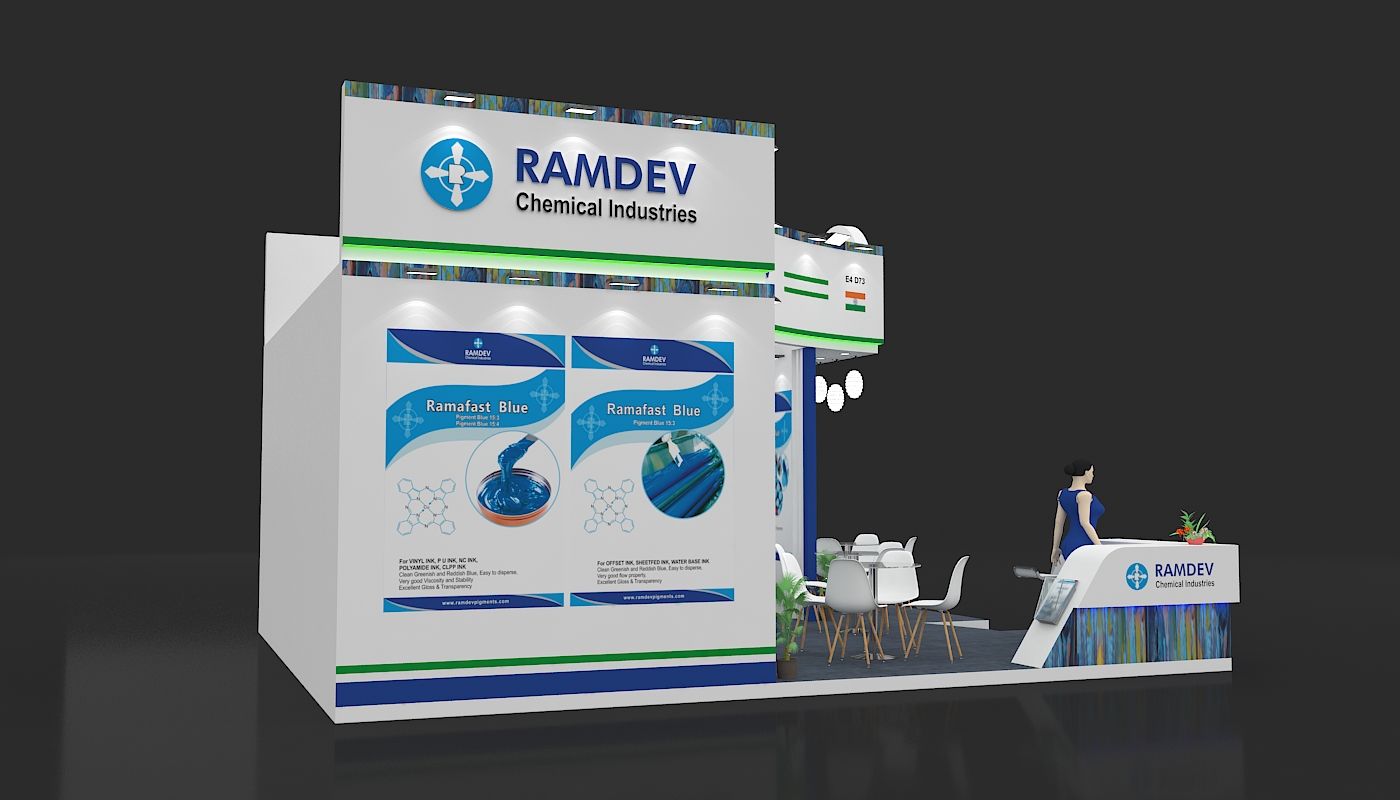 RAMDEV
Chemical Industries
E4 D73
RAMDEV
Chemical Industries
Ramafast Blue
Pigment Blue 15:3
Pigment Blue 15:4
For VINYL INK, P U INK, NC INK,
POLYAMIDE INK, CLPP INK
Clean Greenish and Reddish Blue, Easy to disperse,
Very good Viscosity and Stability
Excellent Gloss & Transparency
www.ramdevpigments.com
RAMDEV
Chemical Industries
Ramafast Blue
Pigment Blue 15:3
For OFFSET INK, SHEETFED INK, WATER BASE INK
Clean Greenish and Reddish Blue, Easy to disperse,
Very good flow property,
Excellent Gloss & Transparency
www.ramdevpigments.com
RAMDEV
Chemical Industries